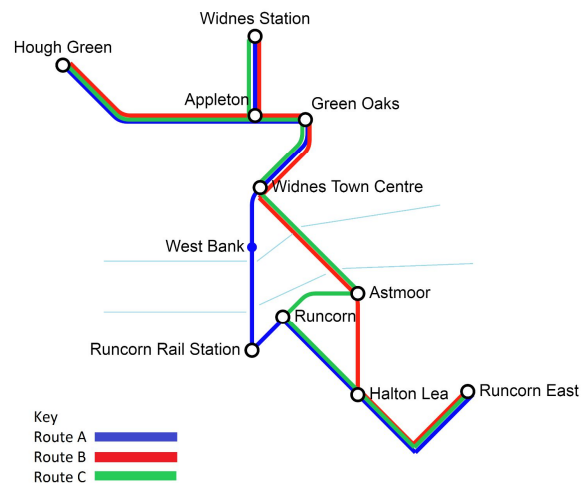 Widnes Station
Hough Green
Appleton
Green Oaks
Widnes Town Centre
West Bank
Astmoor
Runcorn
Runcorn Rail Station
Halton Lea
Runcorn East
Key
Route A
Route B
Route C